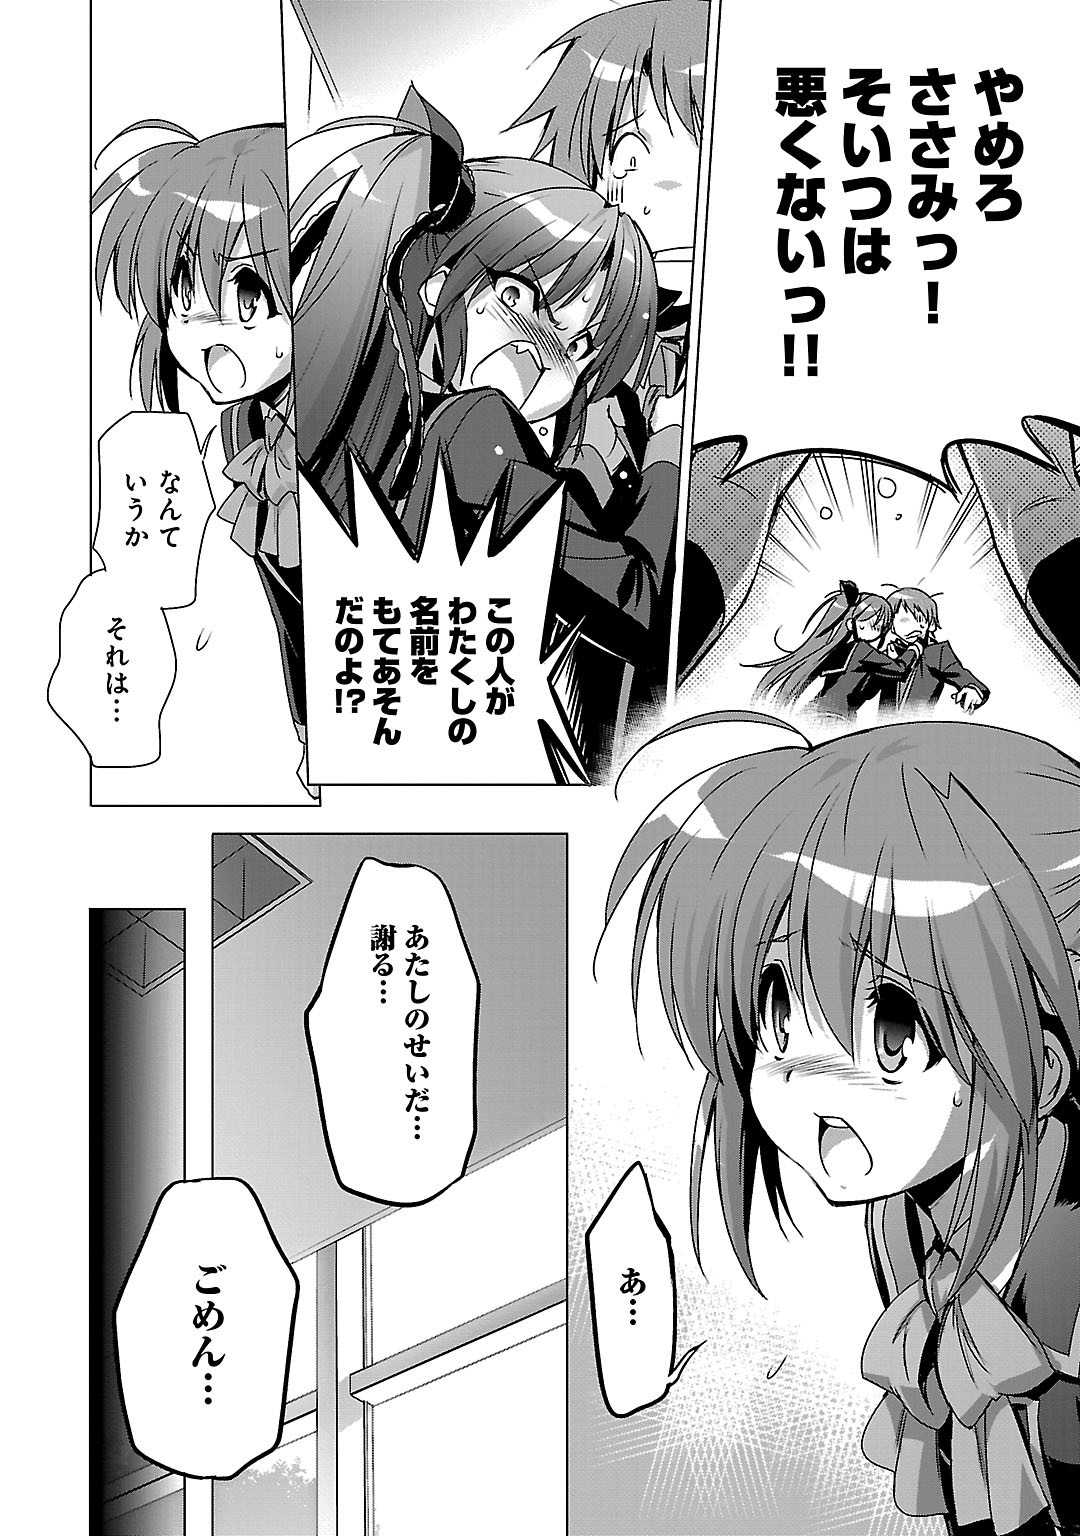 やめろ
ささみっ！
そいつは
悪くないっ!!
この人が
わたくしの
名前を
もてあそん
だのよ!?
なんて
いうか
それは…
あ…
あたしのせいだ…
謝る…
ごめん…